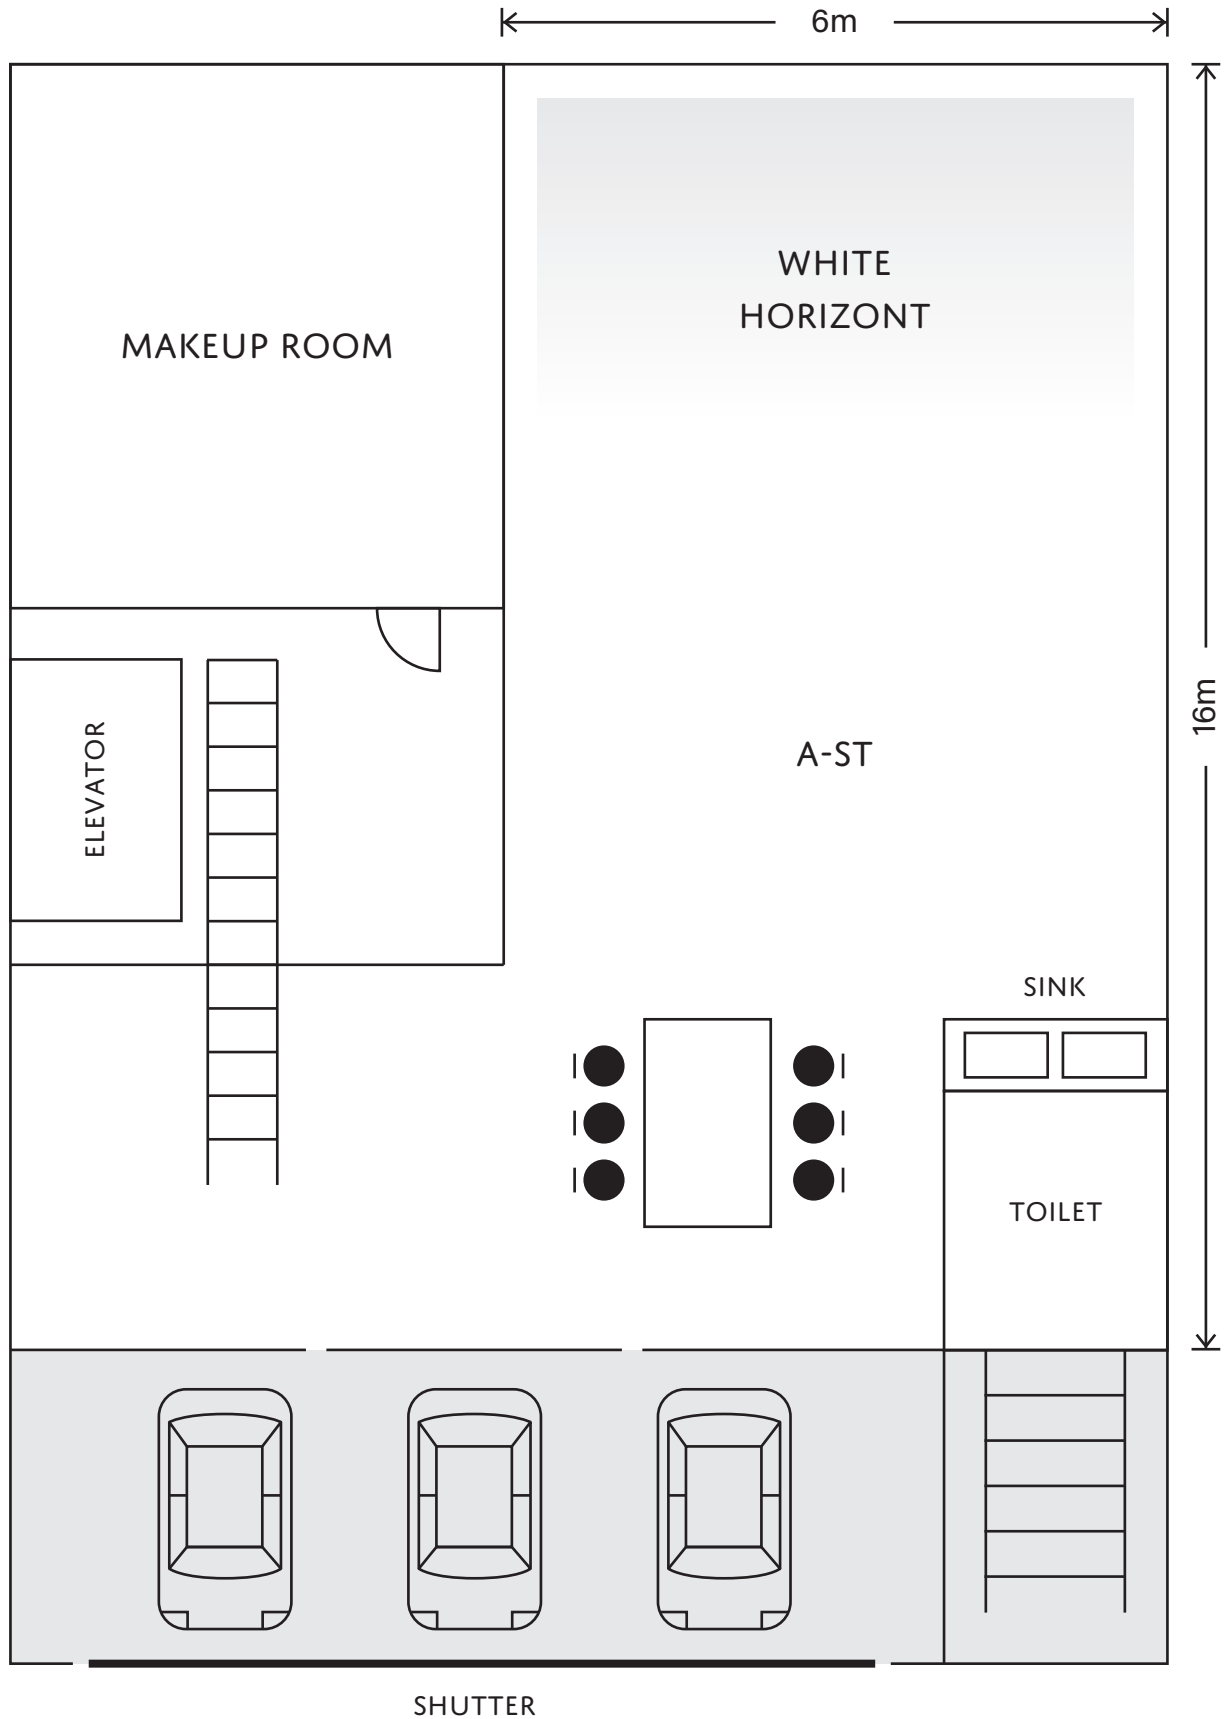 6m
WHITE
HORIZONT
MAKEUP ROOM
16m
ELEVATOR
A-ST
SINK
TOILET
SHUTTER